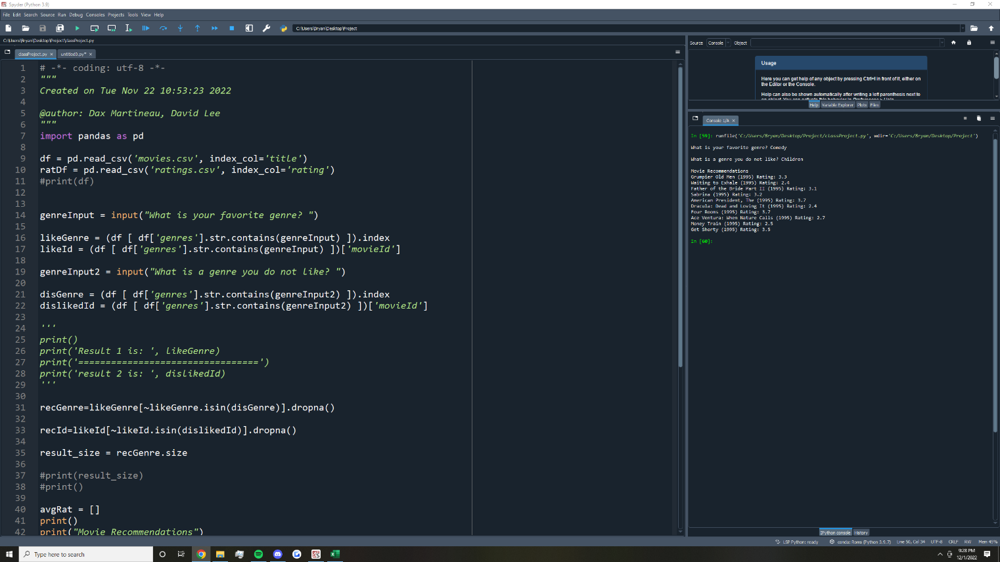 Spyder (Python 3.9)
File Edit Search Source Run Debug Consoles Projects Tools View Help
C:\Users\Bryan\Desktop\Project
C:\Users\Bryan\Desktop\Project\classProject.py
classProject.py
untitled0.py*
1 # -*- coding: utf-8 -*-
2 """
3 Created on Tue Nov 22 10:53:23 2022
4
5 @author: Dax Martineau, David Lee
6 """
7 import pandas as pd
8
9 df = pd.read_csv('movies.csv', index_col='title')
10 ratDf = pd.read_csv('ratings.csv', index_col='rating')
11 #print(df)
12
13
14 genreInput = input("What is your favorite genre? ")
15
16 likeGenre = (df [ df['genres'].str.contains(genreInput) ]).index
17 likeId = (df [ df['genres'].str.contains(genreInput) ])['movieId']
18
19 genreInput2 = input("What is a genre you do not like? ")
20
21 disGenre = (df [ df['genres'].str.contains(genreInput2) ]).index
22 dislikedId = (df [ df['genres'].str.contains(genreInput2) ])['movieId']
23
24 '''
25 print()
26 print('Result 1 is: ', likeGenre)
27 print('=================================')
28 print('result 2 is: ', dislikedId)
29 '''
30
31 recGenre=likeGenre[~likeGenre.isin(disGenre)].dropna()
32
33 recId=likeId[~likeId.isin(dislikedId)].dropna()
34
35 result_size = recGenre.size
36
37 #print(result_size)
38 #print()
39
40 avgRat = []
41 print()
42 print("Movie Recommendations")
Source Console Object
Usage
Here you can get help of any object by pressing Ctrl+I in front of it, either on
the Editor or the Console.
Help can also be shown automatically after writing a left parenthesis next to
an object. You can activate this behavior in Preferences > Help.
Help Variable Explorer Plots Files
Console 1/A
In [59]: runfile('C:/Users/Bryan/Desktop/Project/classProject.py', wdir='C:/Users/Bryan/Desktop/Project')
What is your favorite genre? Comedy
What is a genre you do not like? Children
Movie Recommendations
Grumpier Old Men (1995) Rating: 3.3
Waiting to Exhale (1995) Rating: 2.4
Father of the Bride Part II (1995) Rating: 3.1
Sabrina (1995) Rating: 3.2
American President, The (1995) Rating: 3.7
Dracula: Dead and Loving It (1995) Rating: 2.4
Four Rooms (1995) Rating: 3.7
Ace Ventura: When Nature Calls (1995) Rating: 2.7
Money Train (1995) Rating: 2.5
Get Shorty (1995) Rating: 3.5
In [60]:
IPython console History
LSP Python: ready conda: Roms (Python 3.9.7) Line 50, Col 34 UTF-8 CRLF RW Mem 45%
Type here to search
9:28 PM
12/1/2022